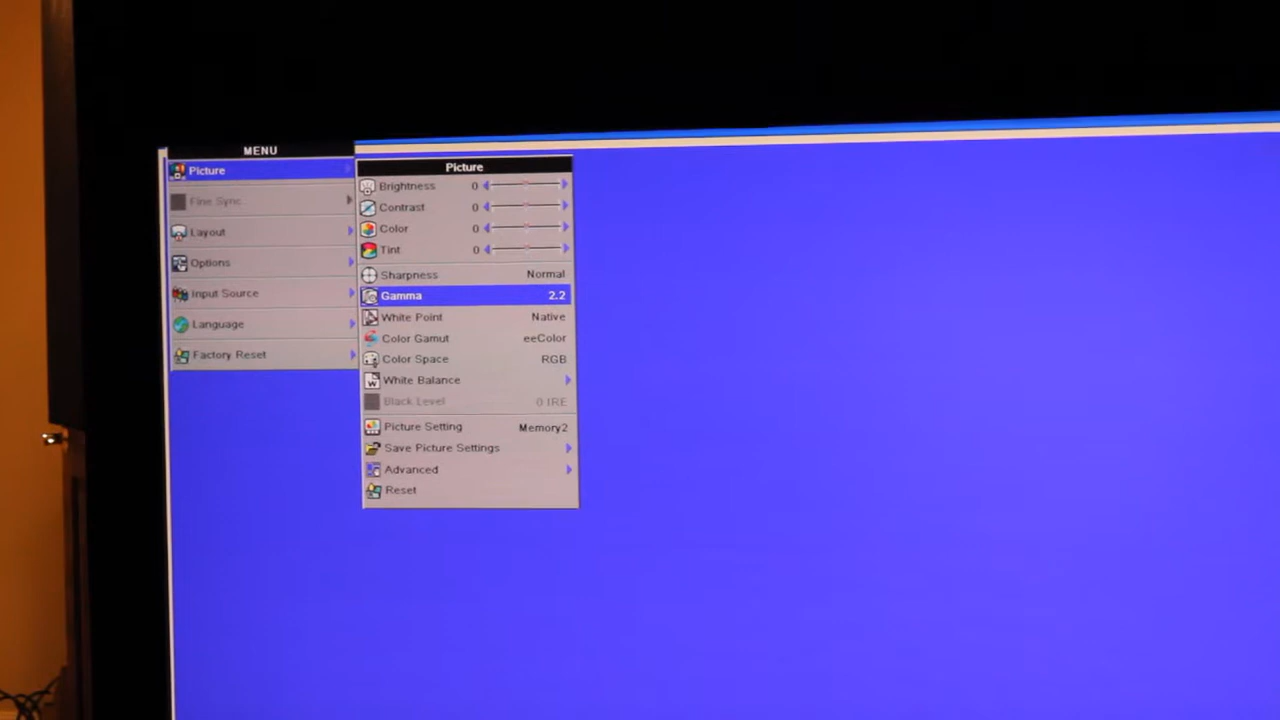 MENU
Picture
Fine Sync
Layout
Options
Input Source
Language
Factory Reset
Picture
Brightness 0
Contrast 0
Color 0
Tint 0
Sharpness Normal
Gamma 2.2
White Point Native
Color Gamut eeColor
Color Space RGB
White Balance
Black Level 0 IRE
Picture Setting Memory2
Save Picture Settings
Advanced
Reset